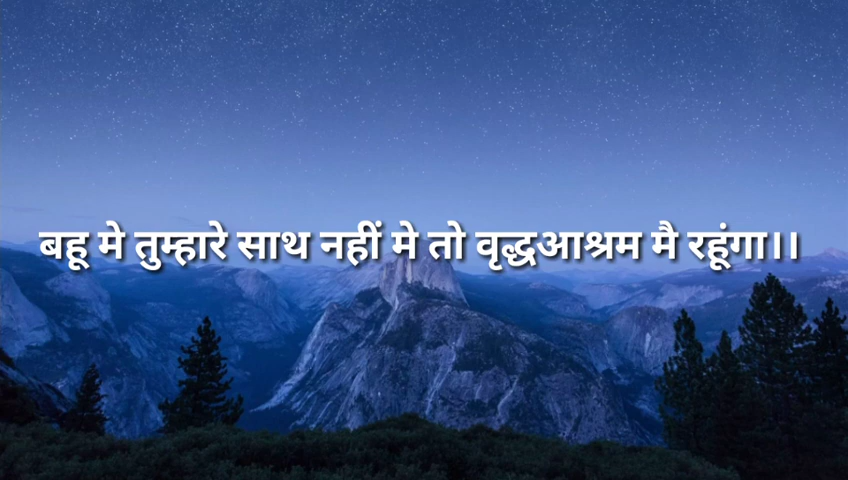 बहू मे तुम्हारे साथ नहीं मे तो वृद्धआश्रम मै रहूंगा।।